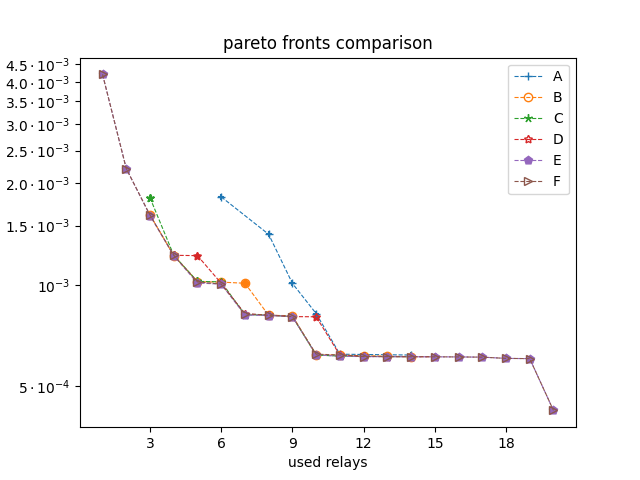 pareto fronts comparison
4.5·10⁻³
4.0·10⁻³
3.5·10⁻³
3.0·10⁻³
2.5·10⁻³
2.0·10⁻³
1.5·10⁻³
10⁻³
5·10⁻⁴
A
B
C
D
E
F
3 6 9 12 15 18
used relays